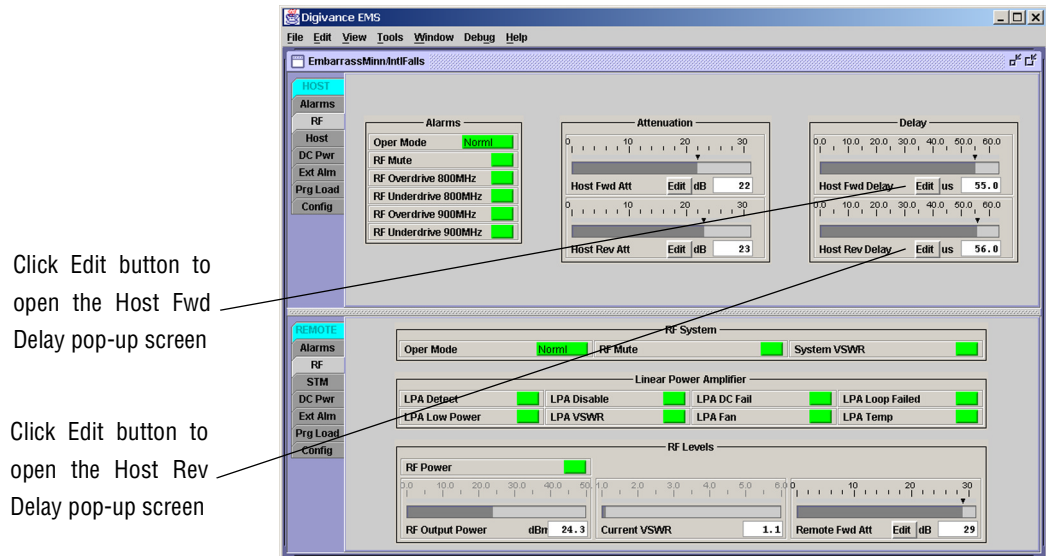 Digivance EMS
File Edit View Tools Window Debug Help
EmbarrassMinn/IntlFalls
HOST
Alarms
RF
Host
DC Pwr
Ext Alm
Prg Load
Config
Alarms
Oper Mode Norml
RF Mute
RF Overdrive 800MHz
RF Underdrive 800MHz
RF Overdrive 900MHz
RF Underdrive 900MHz
Attenuation
0 10 20 30
Host Fwd Att Edit dB 22
0 10 20 30
Host Rev Att Edit dB 23
Delay
0.0 10.0 20.0 30.0 40.0 50.0 60.0
Host Fwd Delay Edit us 55.0
0.0 10.0 20.0 30.0 40.0 50.0 60.0
Host Rev Delay Edit us 56.0
Click Edit button to
open the Host Fwd
Delay pop-up screen
Click Edit button to
open the Host Rev
Delay pop-up screen
REMOTE
Alarms
RF
STM
DC Pwr
Ext Alm
Prg Load
Config
RF System
Oper Mode Norml RF Mute System VSWR
Linear Power Amplifier
LPA Detect LPA Disable LPA DC Fail LPA Loop Failed
LPA Low Power LPA VSWR LPA Fan LPA Temp
RF Levels
RF Power
0.0 10.0 20.0 30.0 40.0 50.
RF Output Power dBm 24.3
1.0 2.0 3.0 4.0 5.0 6.0
Current VSWR 1.1
0 10 20 30
Remote Fwd Att Edit dB 29